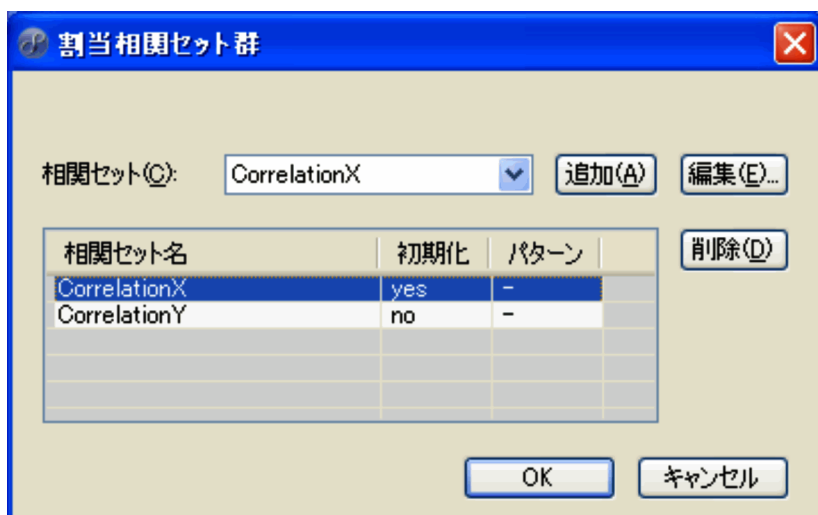 割当相関セット群
相関セット(C): CorrelationX 追加(A) 編集(E)...
相関セット名 初期化 パターン 削除(D)
CorrelationX yes -
CorrelationY no -
OK キャンセル